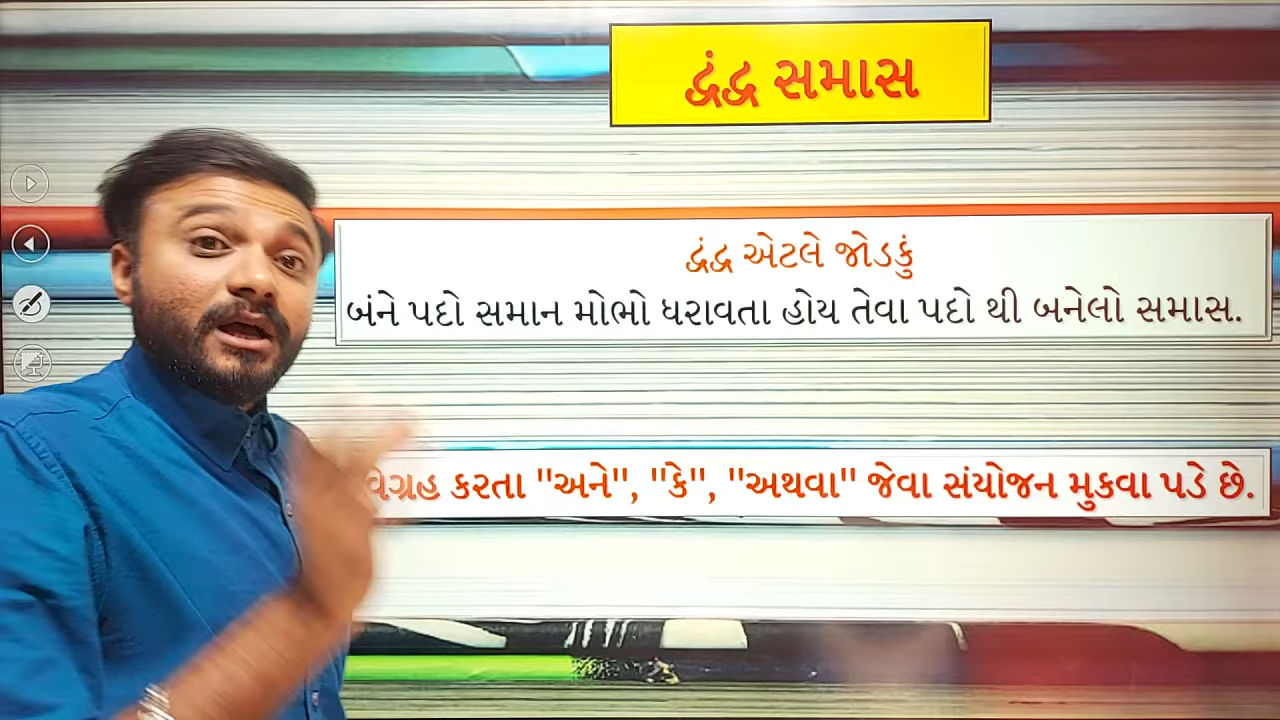 દ્વંદ્વ સમાસ
દ્વંદ્વ એટલે જોડકું
બંને પદો સમાન મોભો ધરાવતા હોય તેવા પદો થી બનેલો સમાસ.
કરતા "અને", "કે", "અથવા" જેવા સંયોજન મુકવા પડે છે.